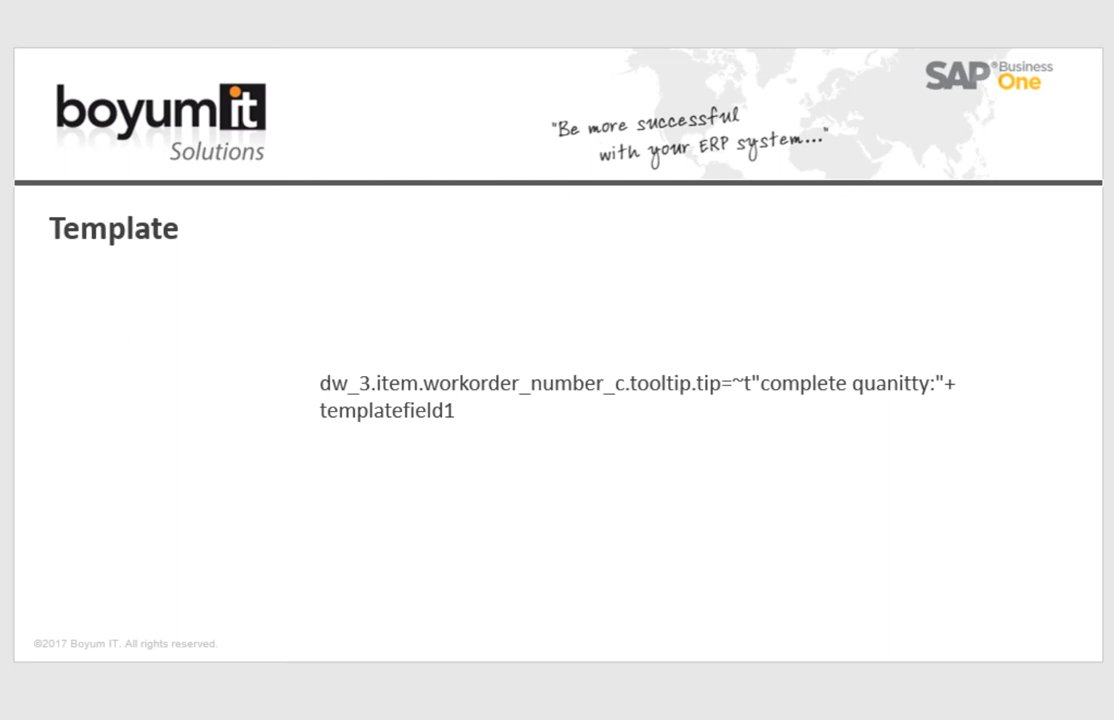 boyumit
Solutions
"Be more successful
with your ERP system..."
SAP® Business
One
Template
dw_3.item.workorder_number_c.tooltip.tip=~t"complete quanitty:"+
templatefield1
©2017 Boyum IT. All rights reserved.